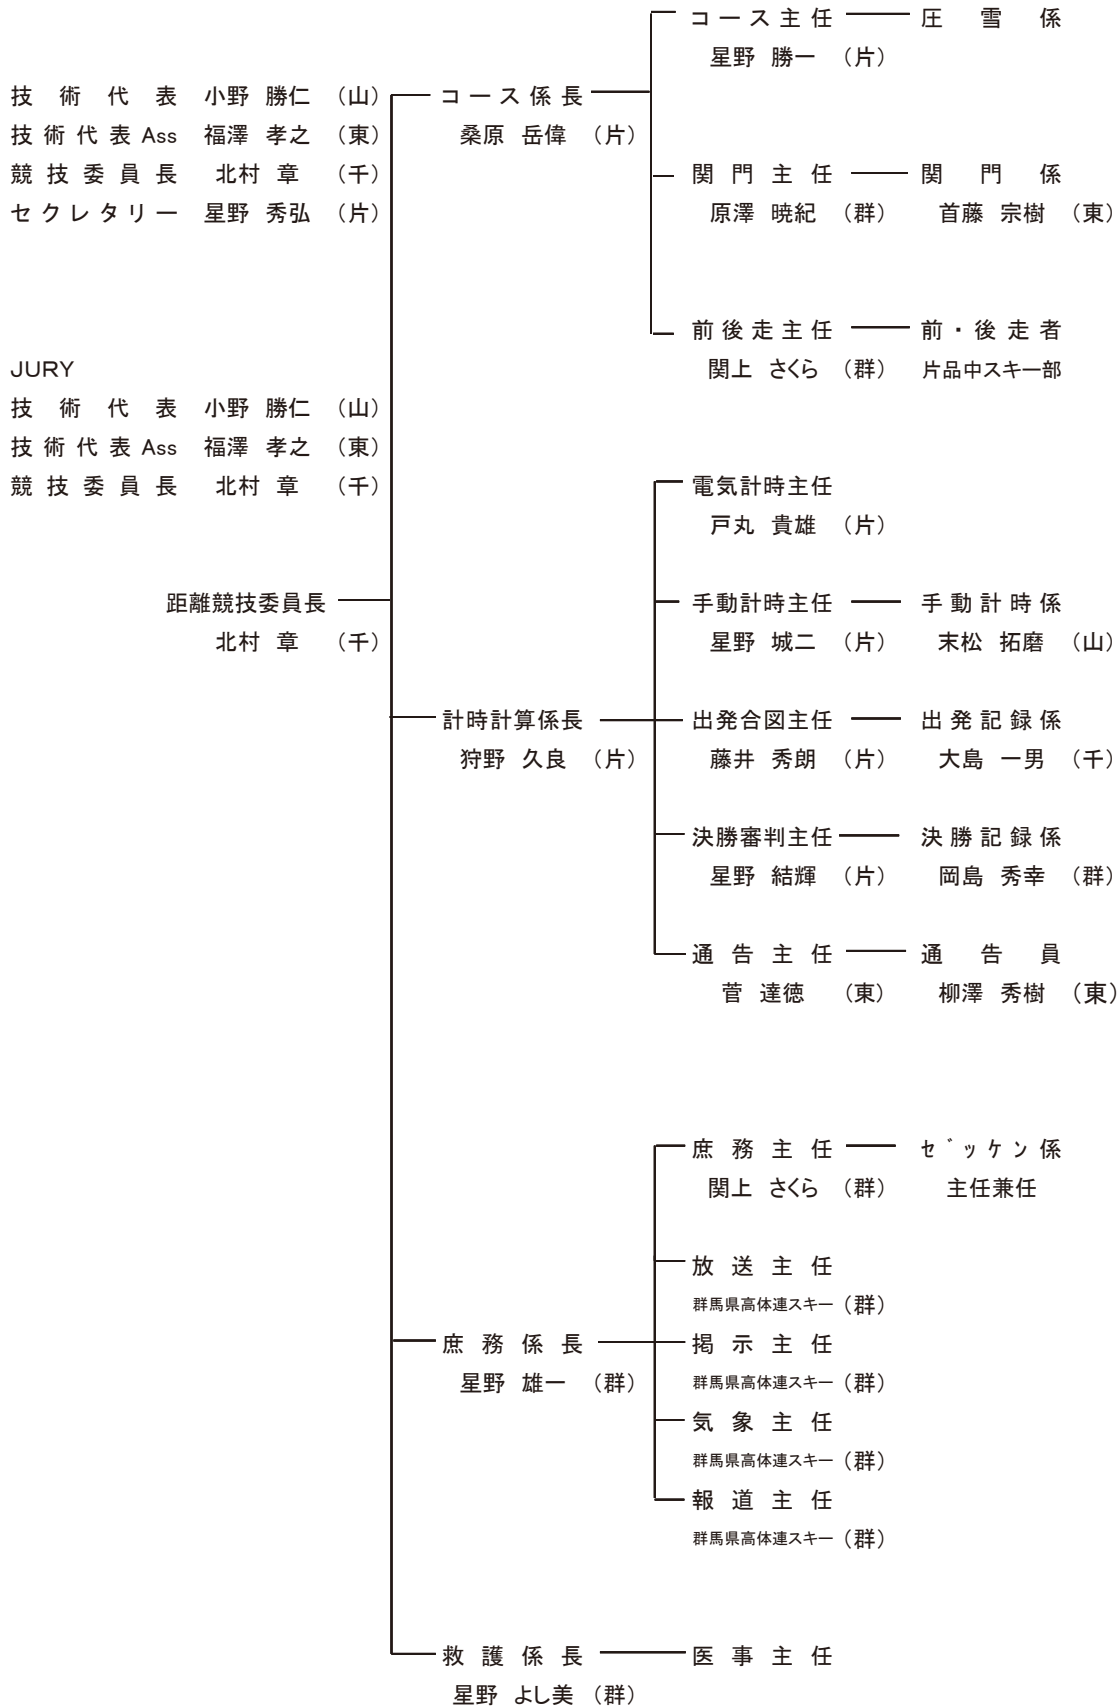 コース主任 圧雪係
星野 勝一 （片）
技術代表 小野 勝仁 （山） コース係長
技術代表Ass 福澤 孝之 （東） 桑原 岳偉 （片）
競技委員長 北村 章 （千） 関門主任 関門係
セクレタリー 星野 秀弘 （片） 原澤 暁紀 （群） 首藤 宗樹 （東）
前後走主任 前・後走者
JURY 関上 さくら （群） 片品中スキー部
技術代表 小野 勝仁 （山）
技術代表Ass 福澤 孝之 （東）
競技委員長 北村 章 （千） 電気計時主任
戸丸 貴雄 （片）
距離競技委員長 手動計時主任 手動計時係
北村 章 （千） 星野 城二 （片） 末松 拓磨 （山）
計時計算係長 出発合図主任 出発記録係
狩野 久良 （片） 藤井 秀朗 （片） 大島 一男 （千）
決勝審判主任 決勝記録係
星野 結輝 （片） 岡島 秀幸 （群）
通告主任 通告員
菅 達徳 （東） 柳澤 秀樹 （東）
庶務主任 ｾﾞｯｹﾝ係
関上 さくら （群） 主任兼任
放送主任
群馬県高体連スキー （群）
庶務係長 掲示主任
星野 雄一 （群） 群馬県高体連スキー （群）
気象主任
群馬県高体連スキー （群）
報道主任
群馬県高体連スキー （群）
救護係長 医事主任
星野 よし美 （群）